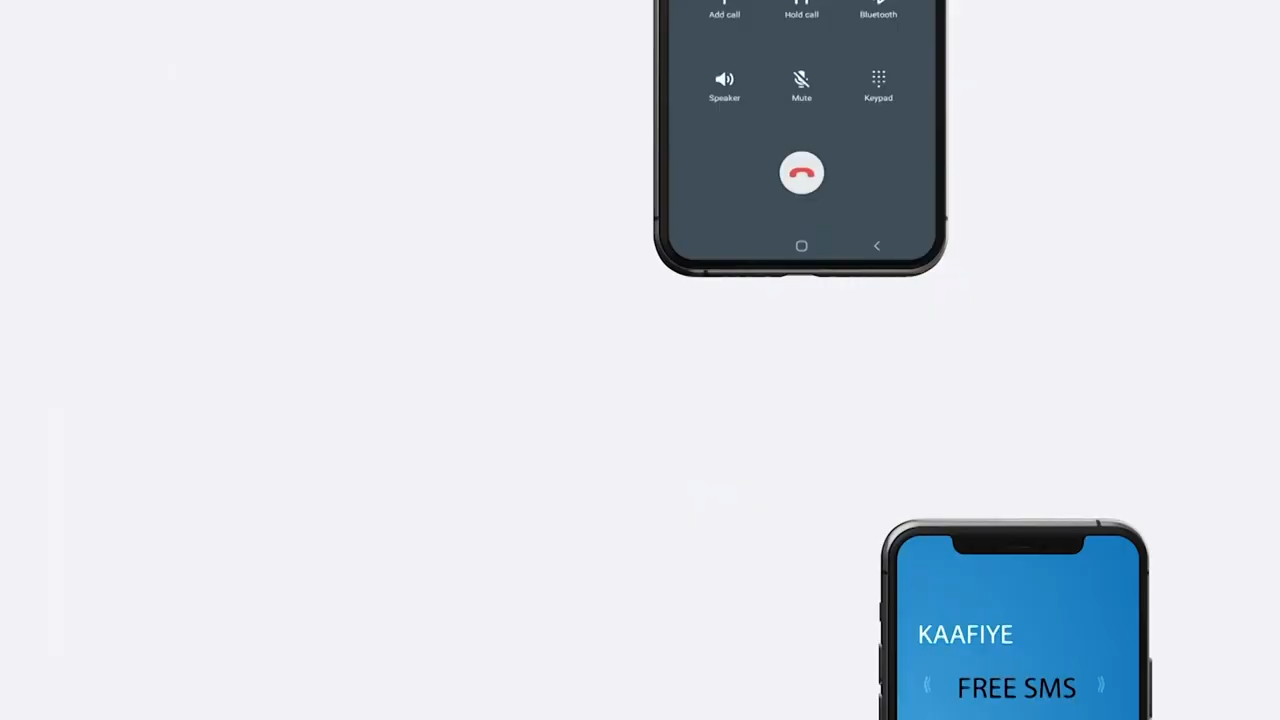 Add call Hold call Bluetooth
Speaker Mute Keypad
KAAFIYE
FREE SMS